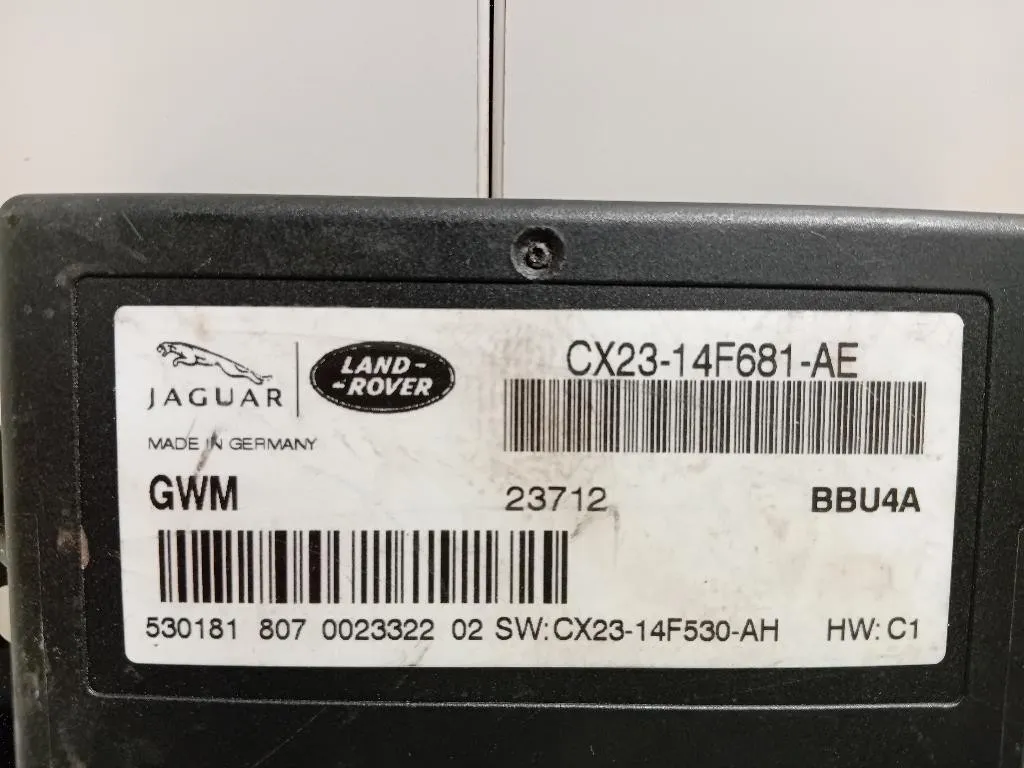 JAGUAR
LAND-
-ROVER
CX23-14F681-AE
MADE IN GERMANY
GWM 23712 BBU4A
530181 807 0023322 02 SW: CX23-14F530-AH HW: C1